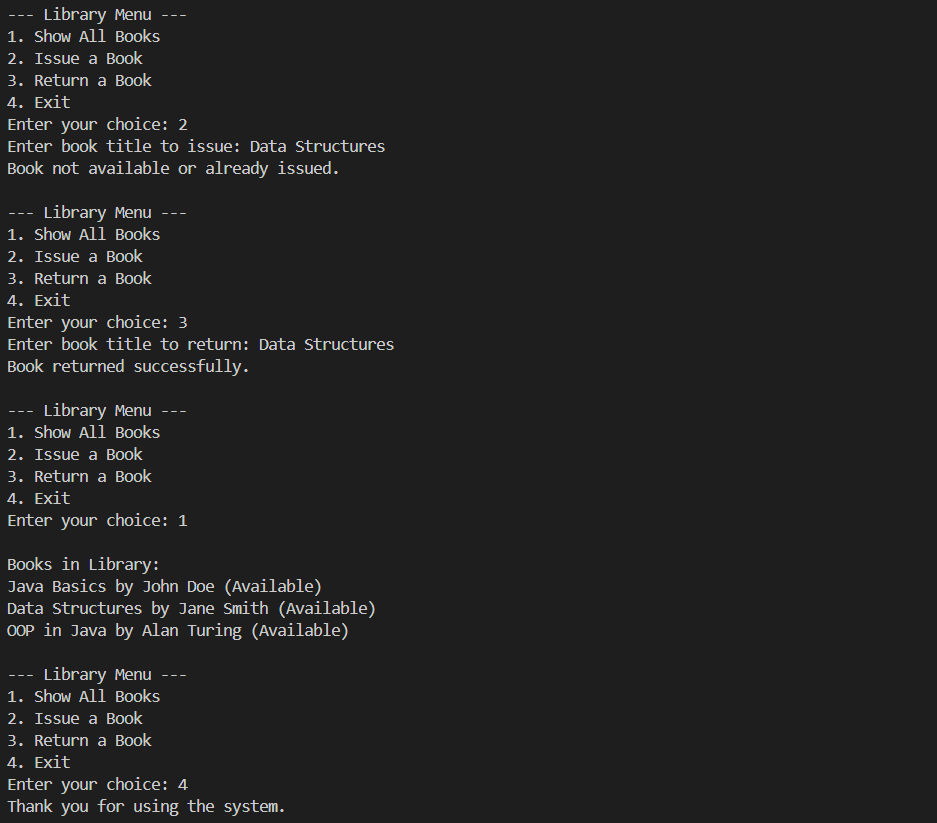 --- Library Menu ---
1. Show All Books
2. Issue a Book
3. Return a Book
4. Exit
Enter your choice: 2
Enter book title to issue: Data Structures
Book not available or already issued.

--- Library Menu ---
1. Show All Books
2. Issue a Book
3. Return a Book
4. Exit
Enter your choice: 3
Enter book title to return: Data Structures
Book returned successfully.

--- Library Menu ---
1. Show All Books
2. Issue a Book
3. Return a Book
4. Exit
Enter your choice: 1

Books in Library:
Java Basics by John Doe (Available)
Data Structures by Jane Smith (Available)
OOP in Java by Alan Turing (Available)

--- Library Menu ---
1. Show All Books
2. Issue a Book
3. Return a Book
4. Exit
Enter your choice: 4
Thank you for using the system.